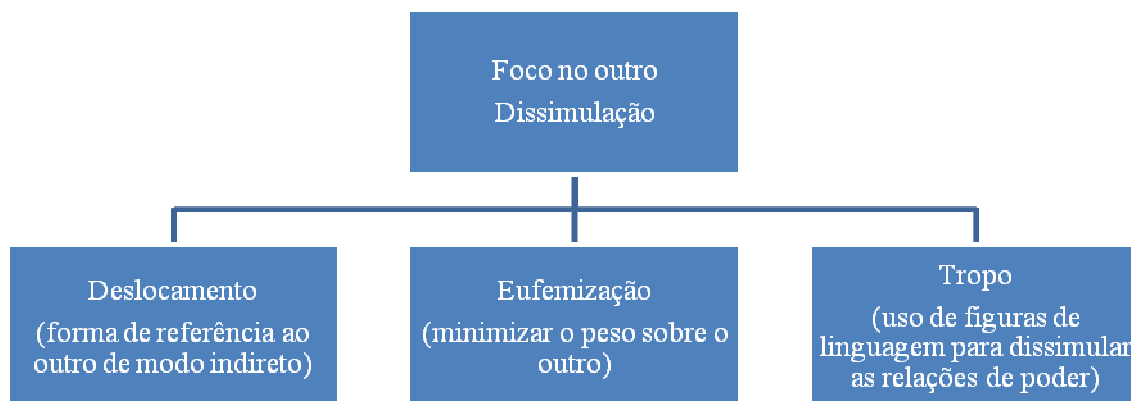 Foco no outro
Dissimulação
Deslocamento
(forma de referência ao
outro de modo indireto)
Eufemização
(minimizar o peso sobre o
outro)
Tropo
(uso de figuras de
linguagem para dissimular
as relações de poder)